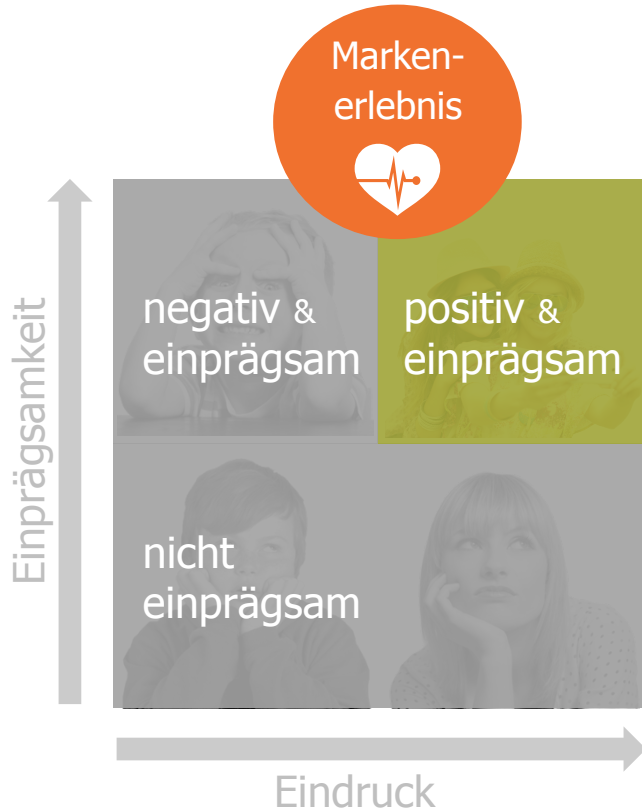 Marken-
erlebnis
Einprägsamkeit
negativ &
einprägsam
positiv &
einprägsam
nicht
einprägsam
Eindruck